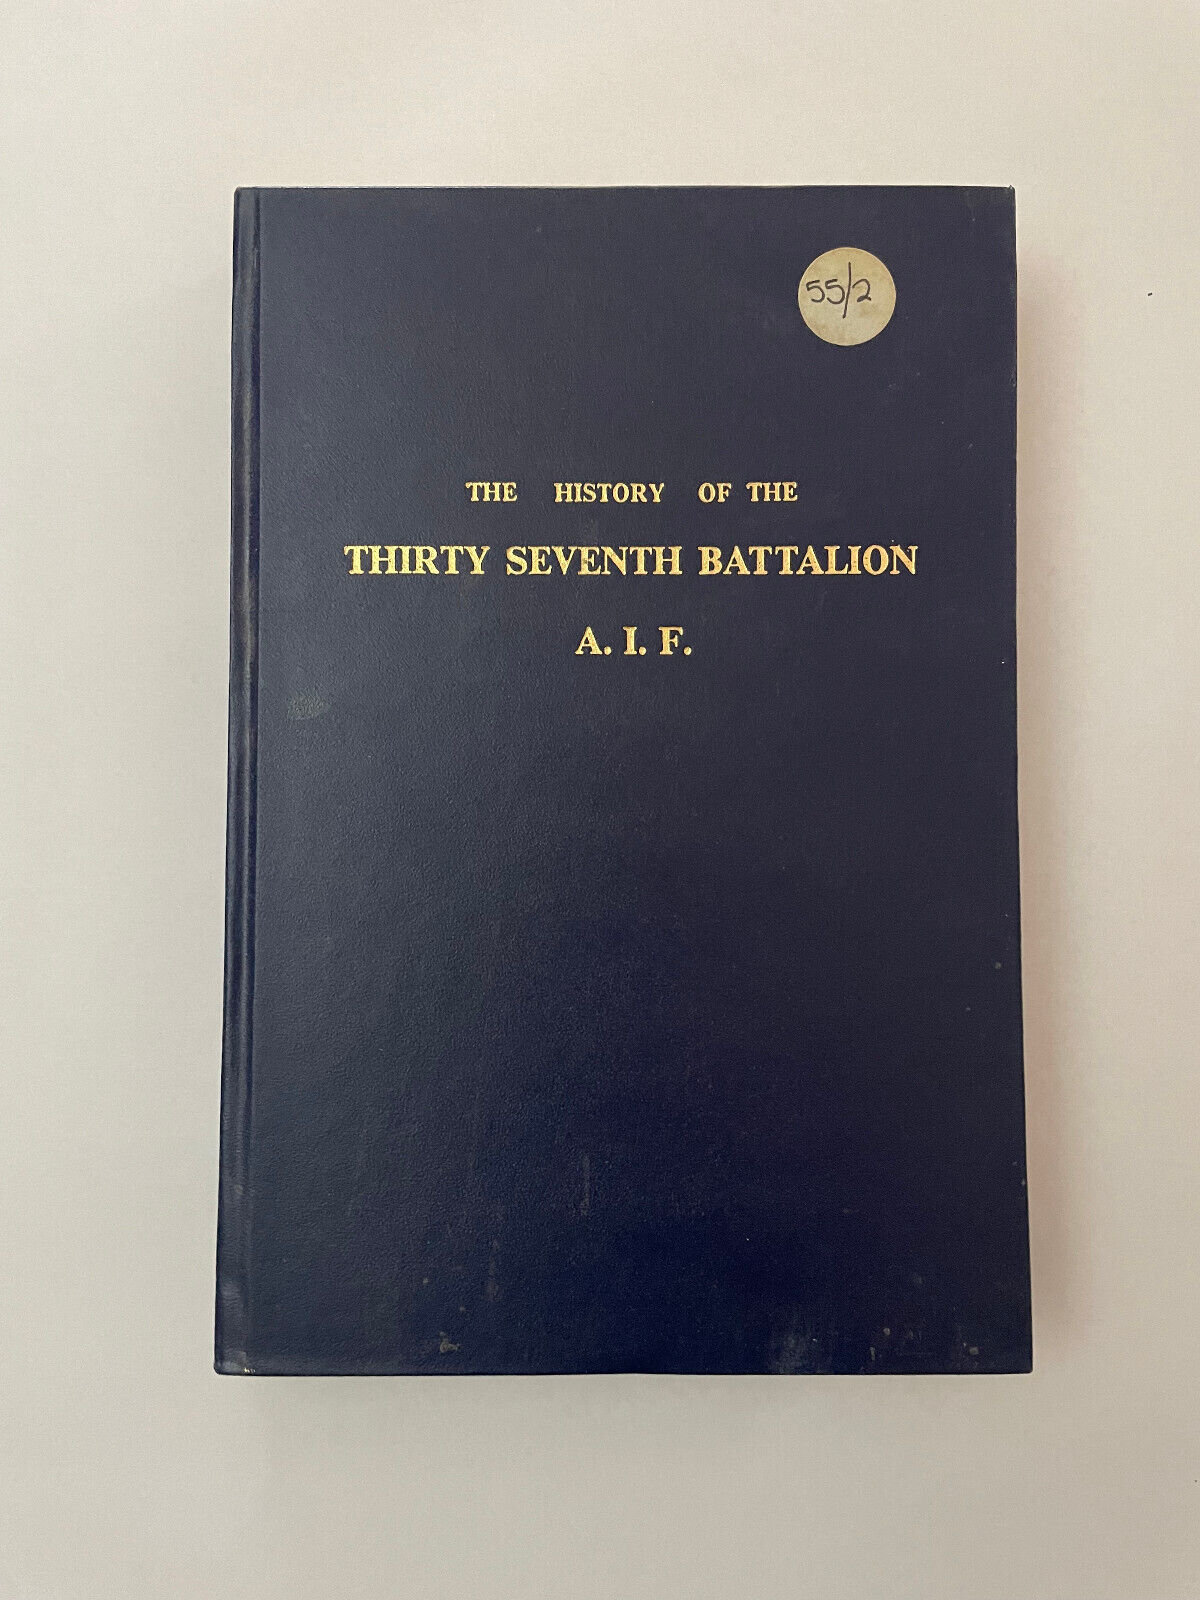 55/2
THE HISTORY OF THE
THIRTY SEVENTH BATTALION
A. I. F.